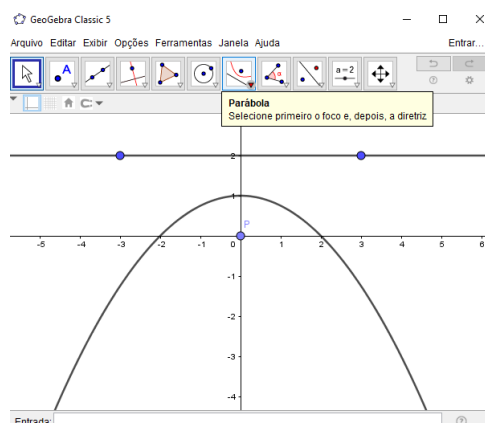 GeoGebra Classic 5
Arquivo Editar Exibir Opções Ferramentas Janela Ajuda Entrar...
A
a=2
Parábola
Selecione primeiro o foco e, depois, a diretriz
2
1
P
-5 -4 -3 -2 -1 0 1 2 3 4 5 6
-1
-2
-3
-4
Entrada: